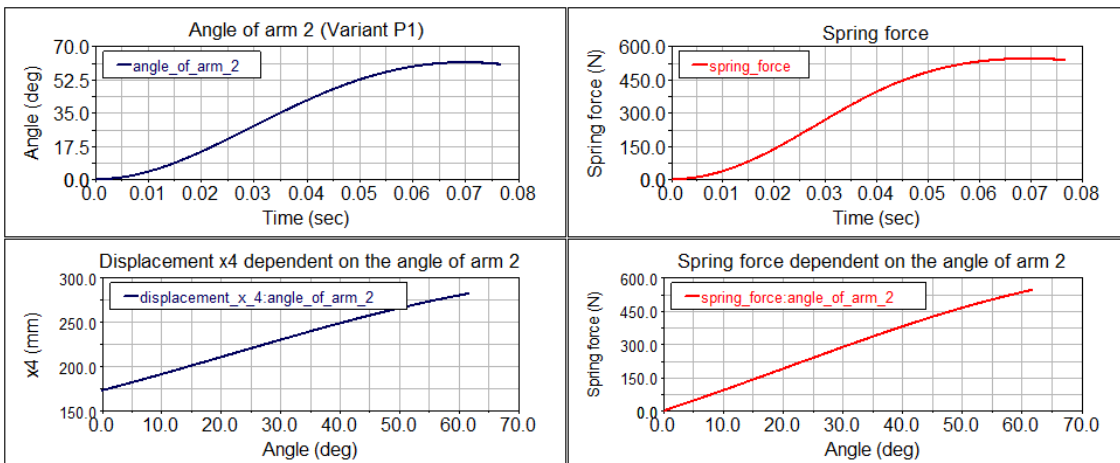 Angle of arm 2 (Variant P1)
70.0
52.5
35.0
17.5
0.0
Angle (deg)
angle_of_arm_2
0.0 0.01 0.02 0.03 0.04 0.05 0.06 0.07 0.08
Time (sec)
Spring force
600.0
450.0
300.0
150.0
0.0
Spring force (N)
spring_force
0.0 0.01 0.02 0.03 0.04 0.05 0.06 0.07 0.08
Time (sec)
Displacement x4 dependent on the angle of arm 2
300.0
250.0
200.0
150.0
x4 (mm)
displacement_x_4:angle_of_arm_2
0.0 10.0 20.0 30.0 40.0 50.0 60.0 70.0
Angle (deg)
Spring force dependent on the angle of arm 2
600.0
450.0
300.0
150.0
0.0
Spring force (N)
spring_force:angle_of_arm_2
0.0 10.0 20.0 30.0 40.0 50.0 60.0 70.0
Angle (deg)